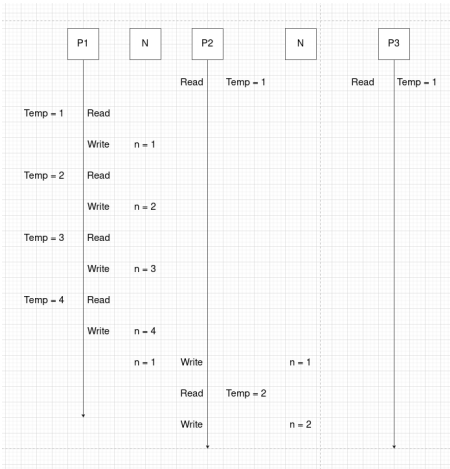 P1 N P2 N P3
Read Temp = 1 Read Temp = 1
Temp = 1 Read
Write n = 1
Temp = 2 Read
Write n = 2
Temp = 3 Read
Write n = 3
Temp = 4 Read
Write n = 4
n = 1 Write n = 1
Read Temp = 2
Write n = 2